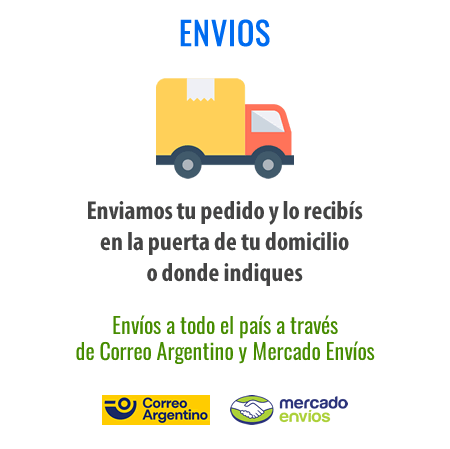 ENVIOS
Enviamos tu pedido y lo recibís
en la puerta de tu domicilio
o donde indiques
Envíos a todo el país a través
de Correo Argentino y Mercado Envíos
Correo
Argentino
mercado
envios